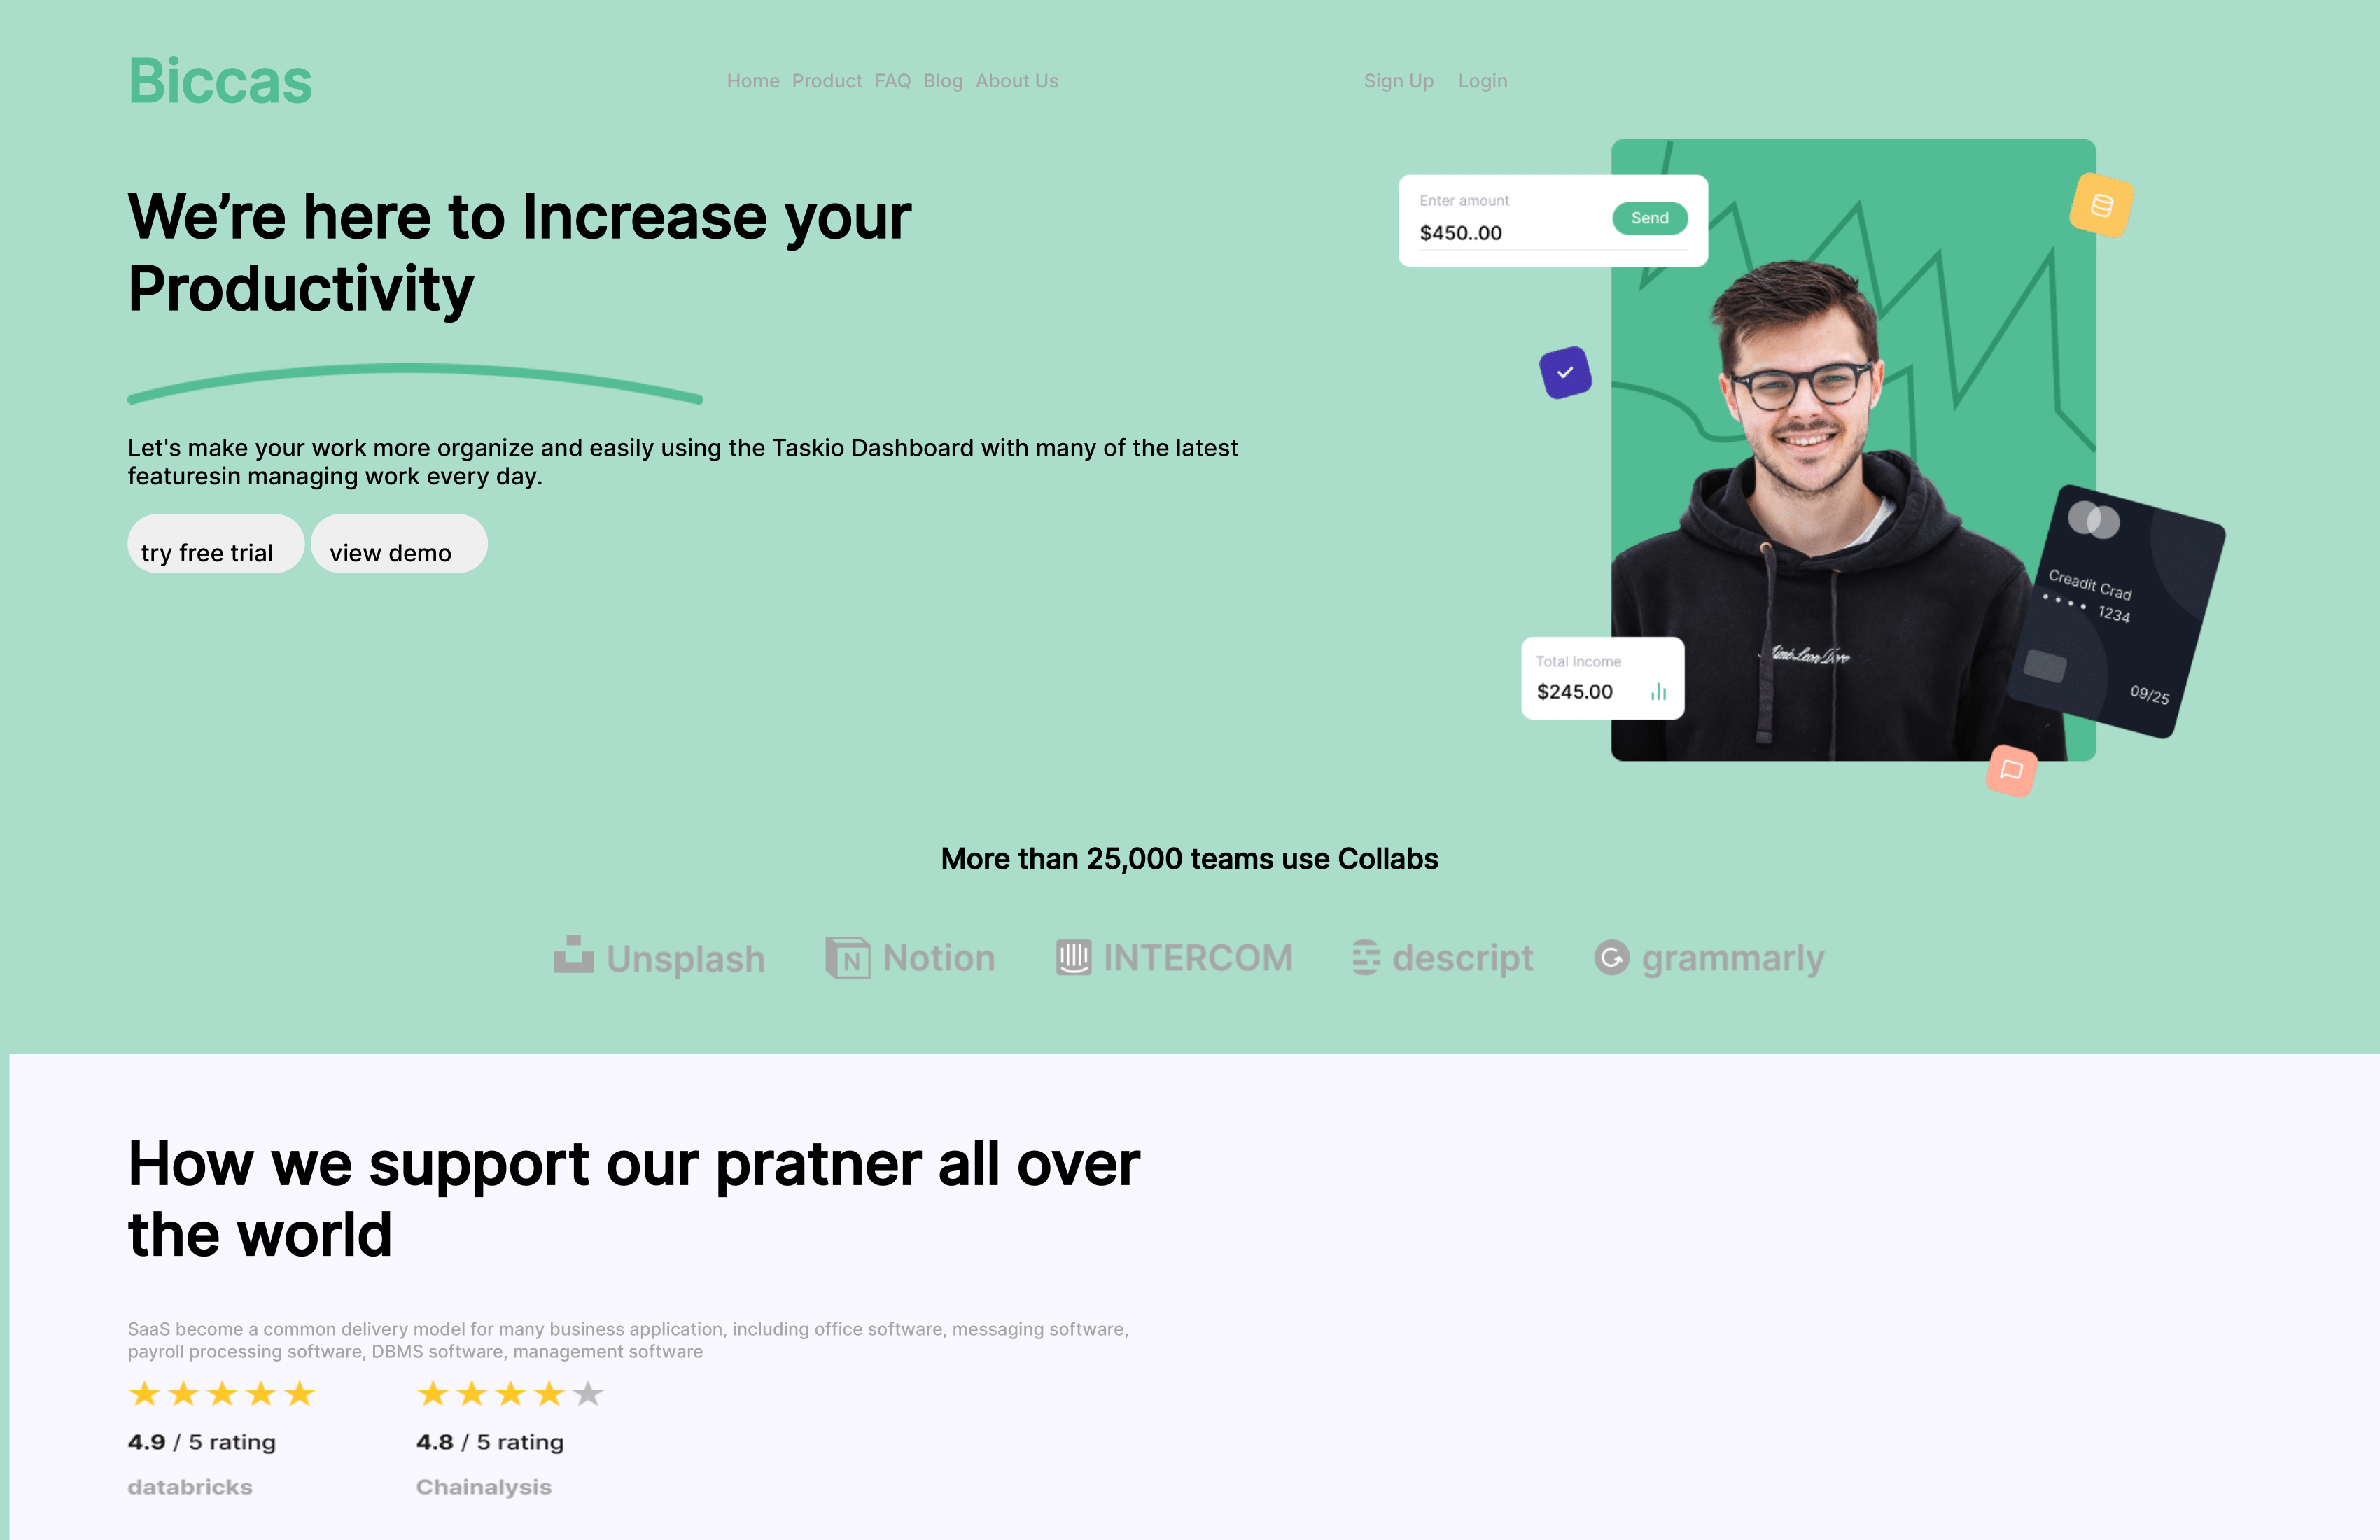 Biccas
Home Product FAQ Blog About Us
Sign Up Login
We’re here to Increase your
Productivity
Let's make your work more organize and easily using the Taskio Dashboard with many of the latest
featuresin managing work every day.
try free trial
view demo
Enter amount
$450..00
Send
Creadit Crad
•••• 1234
09/25
Total Income
$245.00
More than 25,000 teams use Collabs
Unsplash
Notion
INTERCOM
descript
grammarly
How we support our pratner all over
the world
SaaS become a common delivery model for many business application, including office software, messaging software,
payroll processing software, DBMS software, management software
4.9 / 5 rating
databricks
4.8 / 5 rating
Chainalysis